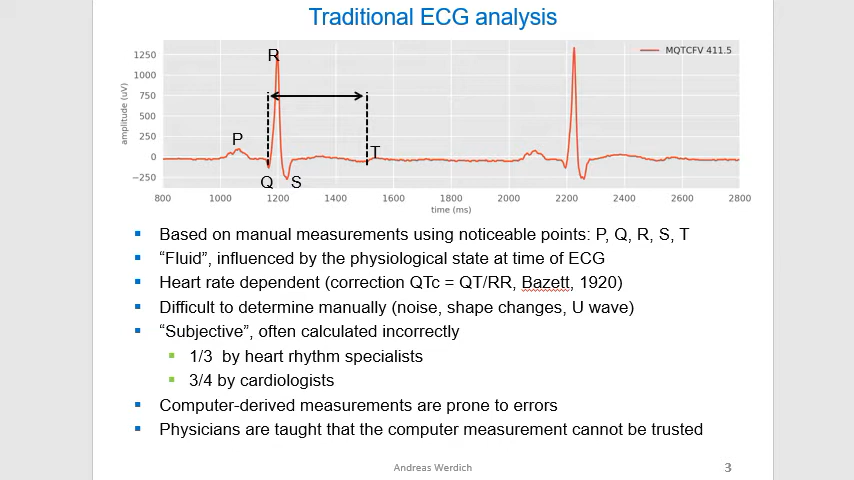 Traditional ECG analysis
MQTCFV 411.5
amplitude (uV)
1250
1000
750
500
250
0
−250
R
P
T
Q
S
800 1000 1200 1400 1600 1800 2000 2200 2400 2600 2800
time (ms)
Based on manual measurements using noticeable points: P, Q, R, S, T
“Fluid”, influenced by the physiological state at time of ECG
Heart rate dependent (correction QTc = QT/RR, Bazett, 1920)
Difficult to determine manually (noise, shape changes, U wave)
“Subjective”, often calculated incorrectly
1/3 by heart rhythm specialists
3/4 by cardiologists
Computer-derived measurements are prone to errors
Physicians are taught that the computer measurement cannot be trusted
Andreas Werdich
3